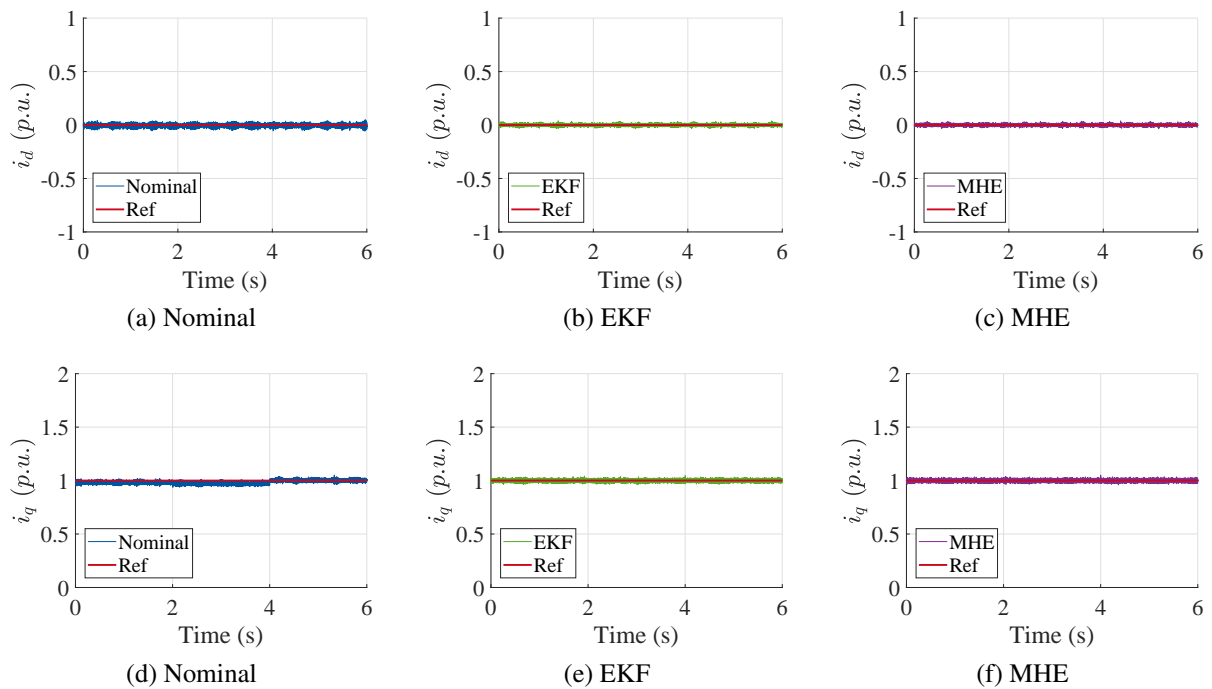 1
0.5
0
-0.5
-1
i_d (p.u.)
Nominal
Ref
0 2 4 6
Time (s)
(a) Nominal
1
0.5
0
-0.5
-1
i_d (p.u.)
EKF
Ref
0 2 4 6
Time (s)
(b) EKF
1
0.5
0
-0.5
-1
i_d (p.u.)
MHE
Ref
0 2 4 6
Time (s)
(c) MHE
2
1.5
1
0.5
0
i_q (p.u.)
Nominal
Ref
0 2 4 6
Time (s)
(d) Nominal
2
1.5
1
0.5
0
i_q (p.u.)
EKF
Ref
0 2 4 6
Time (s)
(e) EKF
2
1.5
1
0.5
0
i_q (p.u.)
MHE
Ref
0 2 4 6
Time (s)
(f) MHE